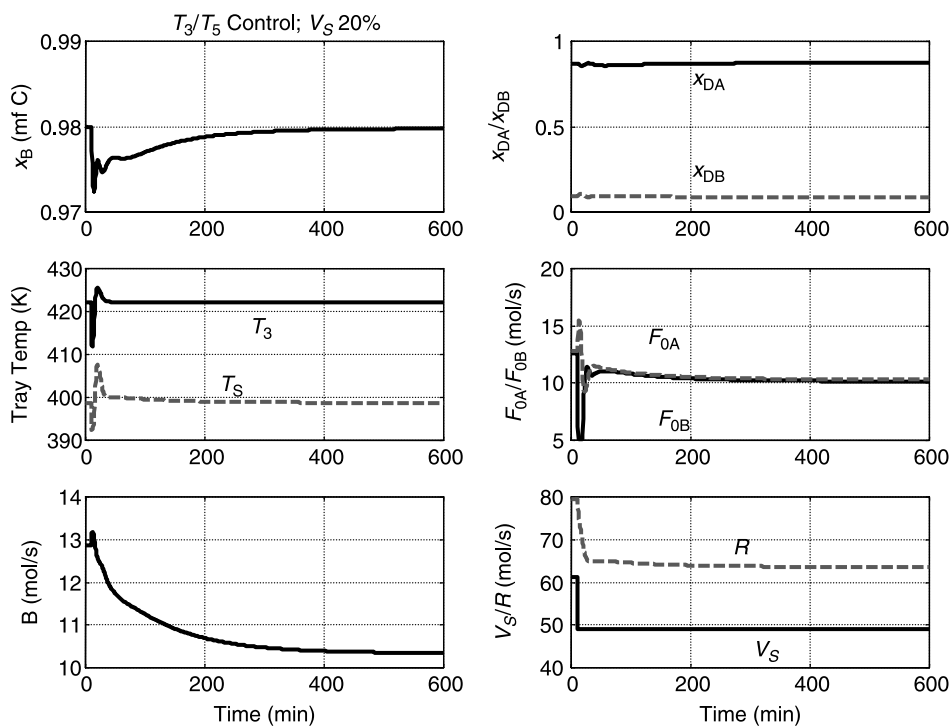 T3/T5 Control; VS 20%
0.99
0.98
0.97
xB (mf C)
0 200 400 600
1
0.5
0
xDA/xDB
xDA
xDB
0 200 400 600
430
420
410
400
390
Tray Temp (K)
T3
TS
0 200 400 600
20
15
10
5
F0A/F0B (mol/s)
F0A
F0B
0 200 400 600
14
13
12
11
10
B (mol/s)
0 200 400 600
Time (min)
80
70
60
50
40
VS/R (mol/s)
R
VS
0 200 400 600
Time (min)